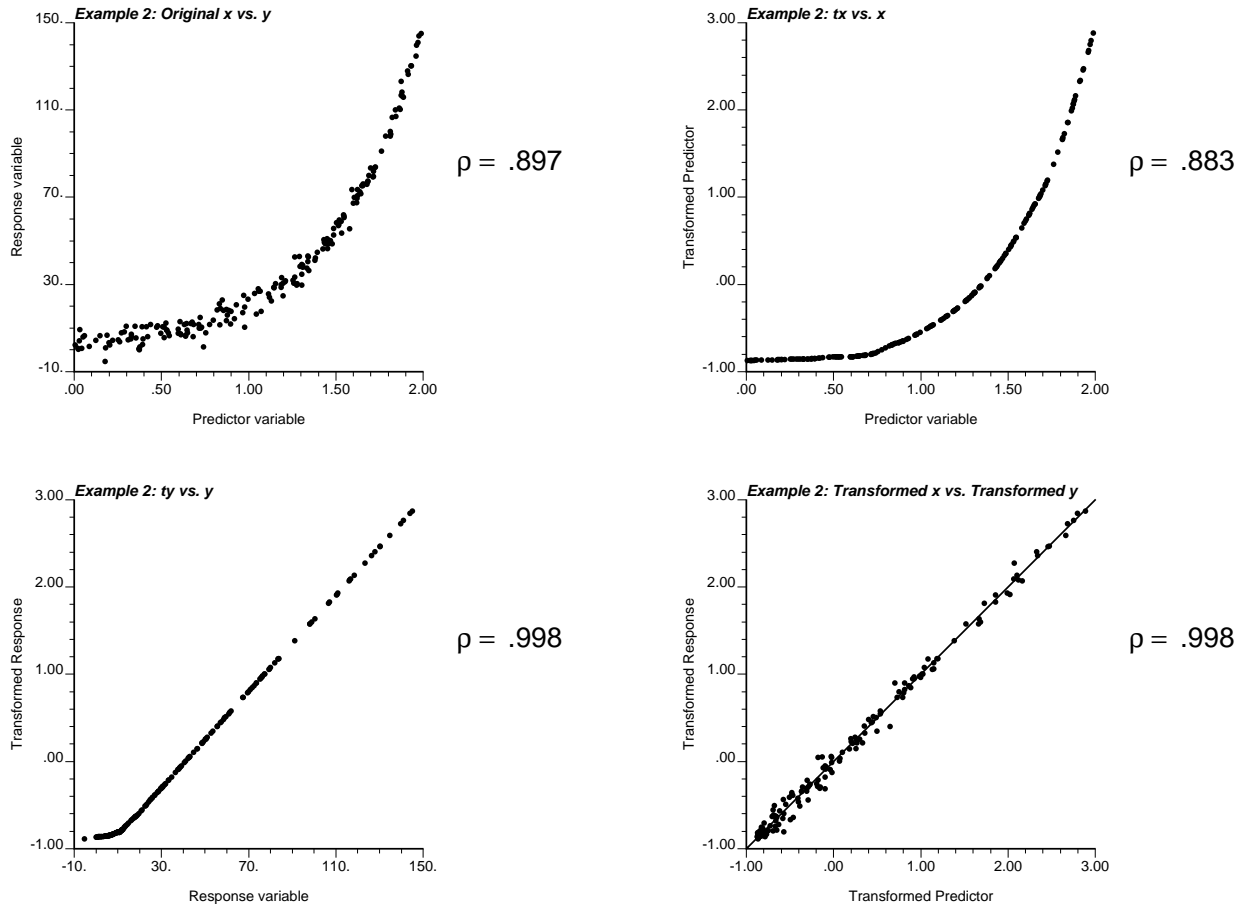 Example 2: Original x vs. y
150.
110.
70.
30.
-10.
.00
.50
1.00
1.50
2.00
Response variable
Predictor variable
ρ = .897
Example 2: tx vs. x
3.00
2.00
1.00
.00
-1.00
.00
.50
1.00
1.50
2.00
Transformed Predictor
Predictor variable
ρ = .883
Example 2: ty vs. y
3.00
2.00
1.00
.00
-1.00
-10.
30.
70.
110.
150.
Transformed Response
Response variable
ρ = .998
Example 2: Transformed x vs. Transformed y
3.00
2.00
1.00
.00
-1.00
-1.00
.00
1.00
2.00
3.00
Transformed Response
Transformed Predictor
ρ = .998